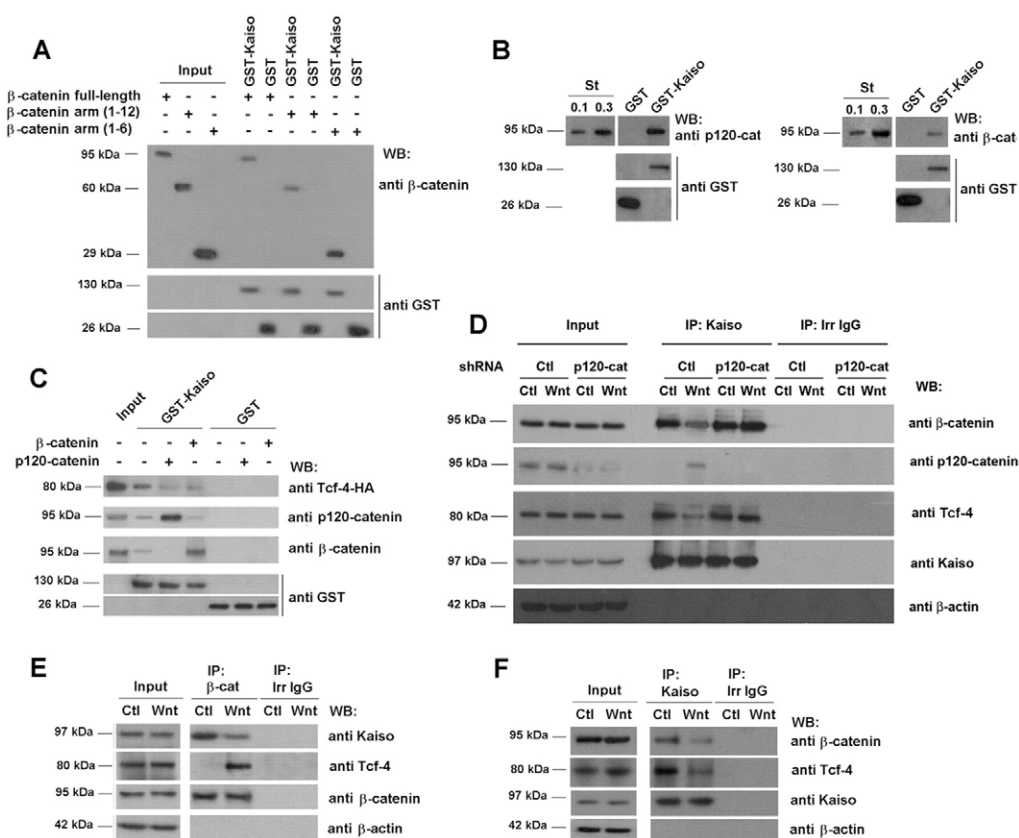 A
Input
GST-Kaiso
GST
GST-Kaiso
GST
GST-Kaiso
GST
β-catenin full-length + - - + + - - - -
β-catenin arm (1-12) - + - - - + + - -
β-catenin arm (1-6) - - + - - - - + +
95 kDa
WB:
60 kDa
anti β-catenin
29 kDa
130 kDa
anti GST
26 kDa
B
St
0.1 0.3
GST
GST-Kaiso
WB:
95 kDa
anti p120-cat
130 kDa
anti GST
26 kDa
St
0.1 0.3
GST
GST-Kaiso
WB:
95 kDa
anti β-cat
130 kDa
anti GST
26 kDa
C
Input
GST-Kaiso
GST
β-catenin - - - + - - +
p120-catenin - - + - - + -
WB:
80 kDa
anti Tcf-4-HA
95 kDa
anti p120-catenin
95 kDa
anti β-catenin
130 kDa
anti GST
26 kDa
D
Input IP: Kaiso IP: Irr IgG
shRNA Ctl p120-cat Ctl p120-cat Ctl p120-cat
Ctl Wnt Ctl Wnt Ctl Wnt Ctl Wnt Ctl Wnt Ctl Wnt
WB:
95 kDa
anti β-catenin
95 kDa
anti p120-catenin
80 kDa
anti Tcf-4
97 kDa
anti Kaiso
42 kDa
anti β-actin
E
Input
IP:
β-cat
IP:
Irr IgG
Ctl Wnt Ctl Wnt Ctl Wnt WB:
97 kDa
anti Kaiso
80 kDa
anti Tcf-4
95 kDa
anti β-catenin
42 kDa
anti β-actin
F
Input
IP:
Kaiso
IP:
Irr IgG
Ctl Wnt Ctl Wnt Ctl Wnt
WB:
95 kDa
anti β-catenin
80 kDa
anti Tcf-4
97 kDa
anti Kaiso
42 kDa
anti β-actin